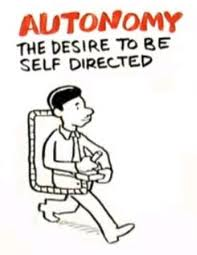 AUTONOMY
THE DESIRE TO BE
SELF DIRECTED